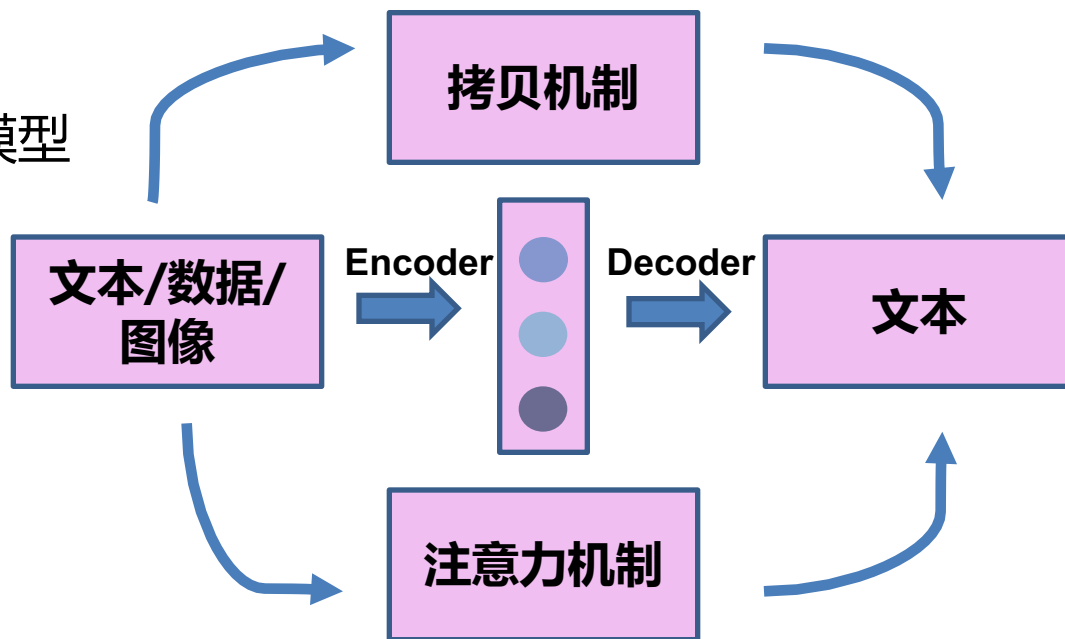 拷贝机制
模型
文本/数据/
图像
Encoder
Decoder
文本
注意力机制